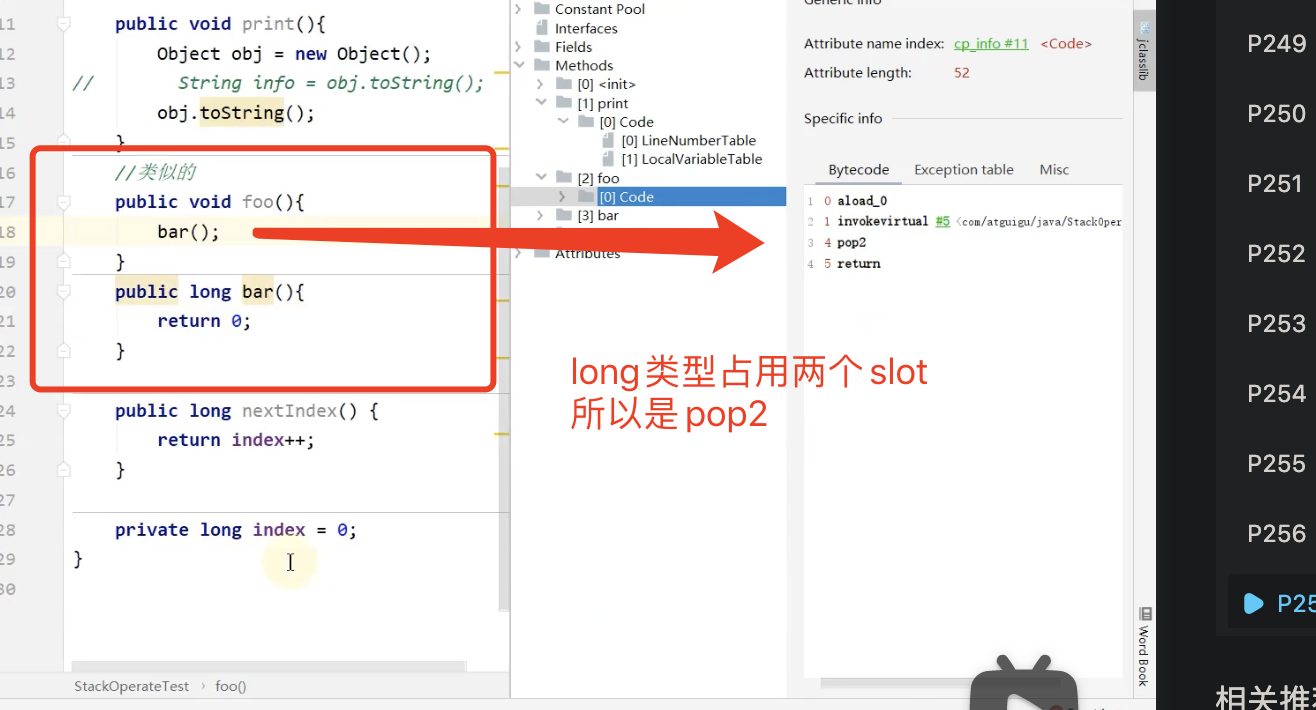 11 public void print(){
12 Object obj = new Object();
13 // String info = obj.toString();
14 obj.toString();
15 }
16 //类似的
17 public void foo(){
18 bar();
19 }
20 public long bar(){
21 return 0;
22 }
23
24 public long nextIndex() {
25 return index++;
26 }
27
28 private long index = 0;
29 }
30
StackOperateTest › foo()
Constant Pool
Interfaces
Fields
Methods
[0] <init>
[1] print
[0] Code
[0] LineNumberTable
[1] LocalVariableTable
[2] foo
[0] Code
[3] bar
Attributes
Generic info
Attribute name index: cp_info #11 <Code>
Attribute length: 52
Specific info
Bytecode Exception table Misc
1 0 aload_0
2 1 invokevirtual #5 <com/atguigu/java/StackOper
3 4 pop2
4 5 return
long类型占用两个slot
所以是pop2
jclasslib
Word Book
P249
P250
P251
P252
P253
P254
P255
P256
P25
相关推